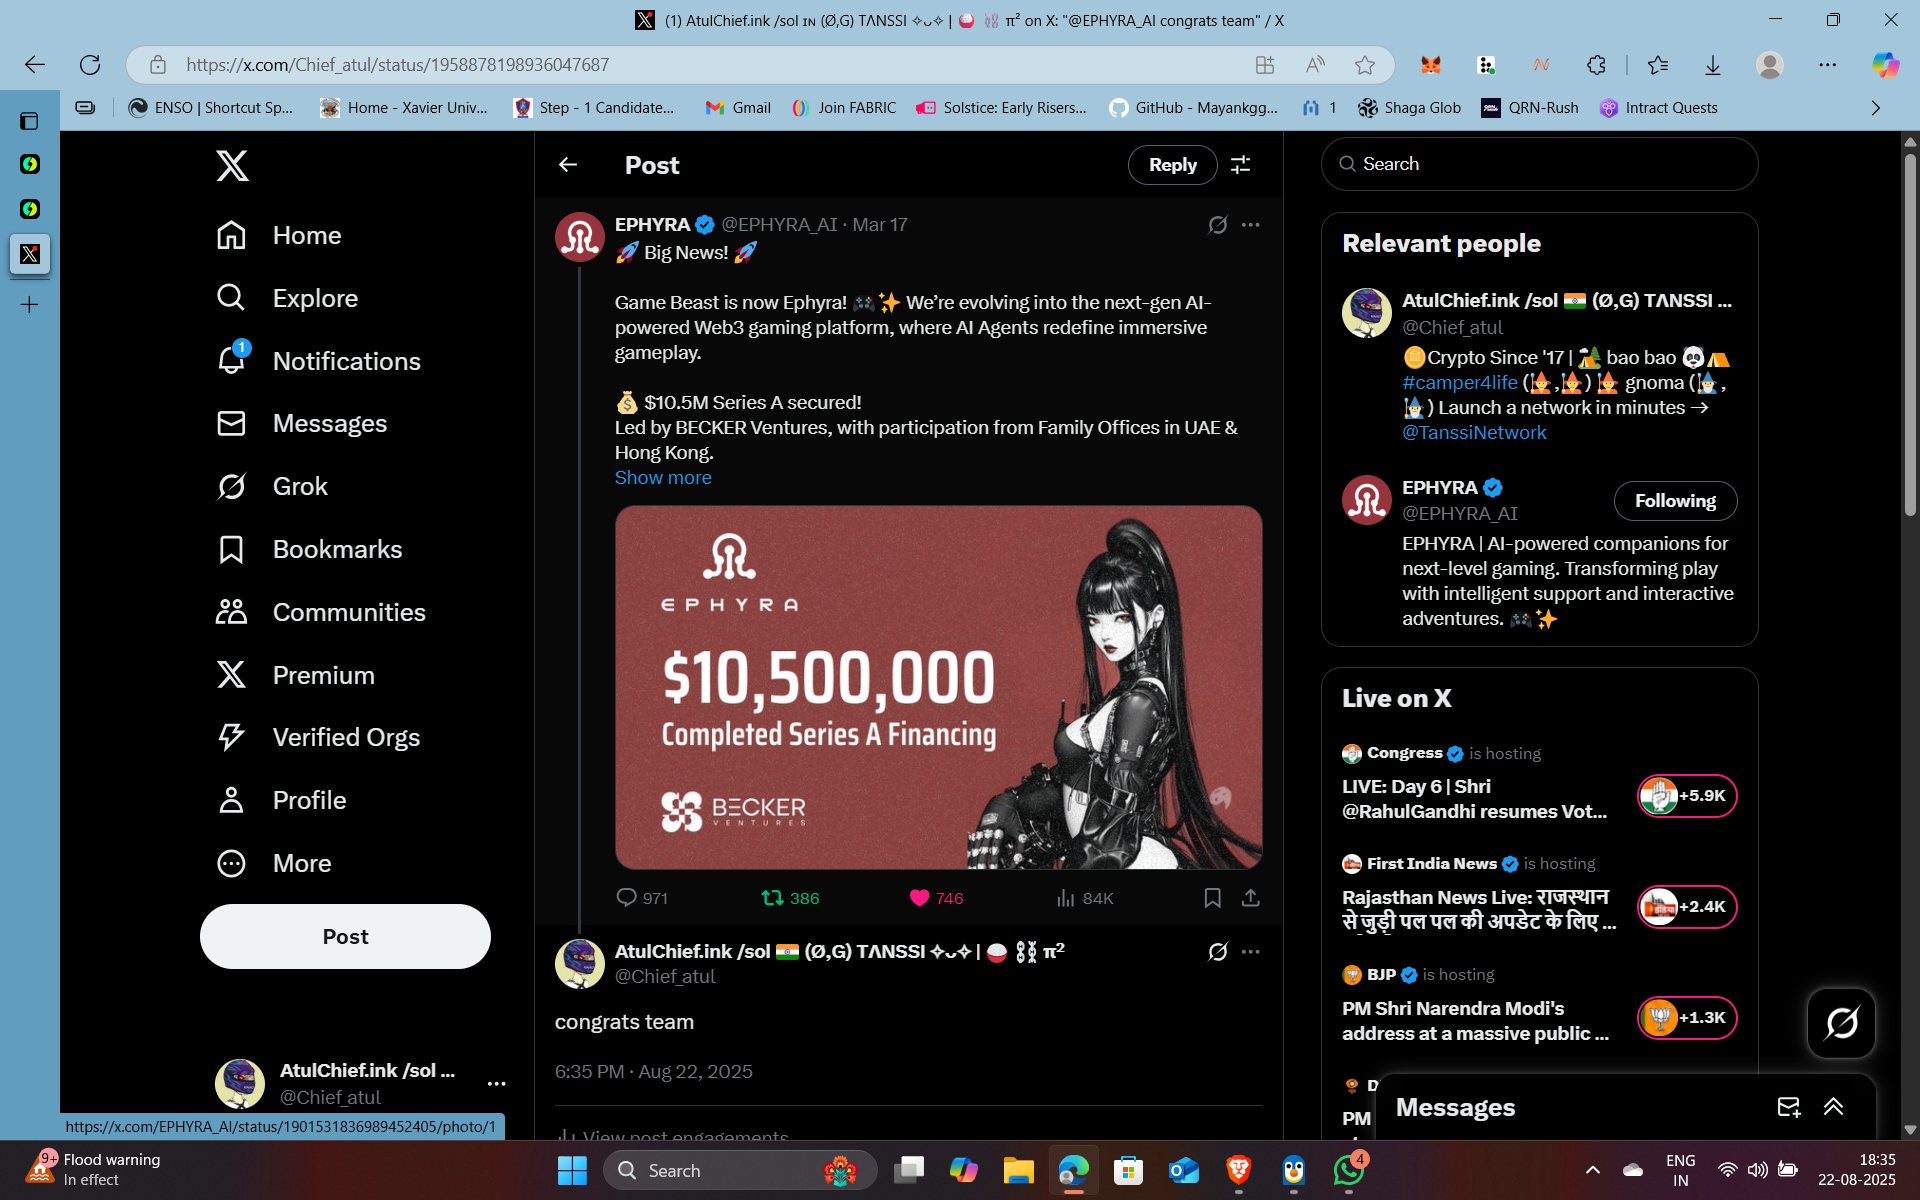 (1) AtulChief.ink /sol ɪɴ (Ø,G) TΛNSSI ✧ᴗ✧ | π² on X: "@EPHYRA_AI congrats team" / X
https://x.com/Chief_atul/status/1958878198936047687
ENSO | Shortcut Sp...
Home - Xavier Univ...
Step - 1 Candidate...
Gmail
Join FABRIC
Solstice: Early Risers...
GitHub - Mayankgg...
1
Shaga Glob
QRN-Rush
Intract Quests
Home
Explore
1
Notifications
Messages
Grok
Bookmarks
Communities
Premium
Verified Orgs
Profile
More
Post
AtulChief.ink /sol ...
@Chief_atul
https://x.com/EPHYRA_AI/status/1901531836989452405/photo/1
Post
Reply
EPHYRA @EPHYRA_AI · Mar 17
🚀 Big News! 🚀
Game Beast is now Ephyra! 🎮✨ We’re evolving into the next-gen AI-
powered Web3 gaming platform, where AI Agents redefine immersive
gameplay.
💰 $10.5M Series A secured!
Led by BECKER Ventures, with participation from Family Offices in UAE &
Hong Kong.
Show more
EPHYRA
$10,500,000
Completed Series A Financing
BECKER
VENTURES
971 386 746 84K
AtulChief.ink /sol 🇮🇳 (Ø,G) TΛNSSI ✧ᴗ✧ | π²
@Chief_atul
congrats team
6:35 PM · Aug 22, 2025
View post engagements
Search
Relevant people
AtulChief.ink /sol 🇮🇳 (Ø,G) TΛNSSI ...
@Chief_atul
🪙Crypto Since '17 | 🏕 bao bao 🐼⛺
#camper4life (🧙,🧙) 🧙 gnoma (🧙,
🧙) Launch a network in minutes →
@TanssiNetwork
EPHYRA
@EPHYRA_AI
Following
EPHYRA | AI-powered companions for
next-level gaming. Transforming play
with intelligent support and interactive
adventures. 🎮✨
Live on X
Congress is hosting
LIVE: Day 6 | Shri
@RahulGandhi resumes Vot...
+5.9K
First India News is hosting
Rajasthan News Live: राजस्थान
से जुड़ी पल पल की अपडेट के लिए ...
+2.4K
BJP is hosting
PM Shri Narendra Modi's
address at a massive public ...
+1.3K
PM
Messages
9+
Flood warning
In effect
Search
4
ENG
IN
18:35
22-08-2025